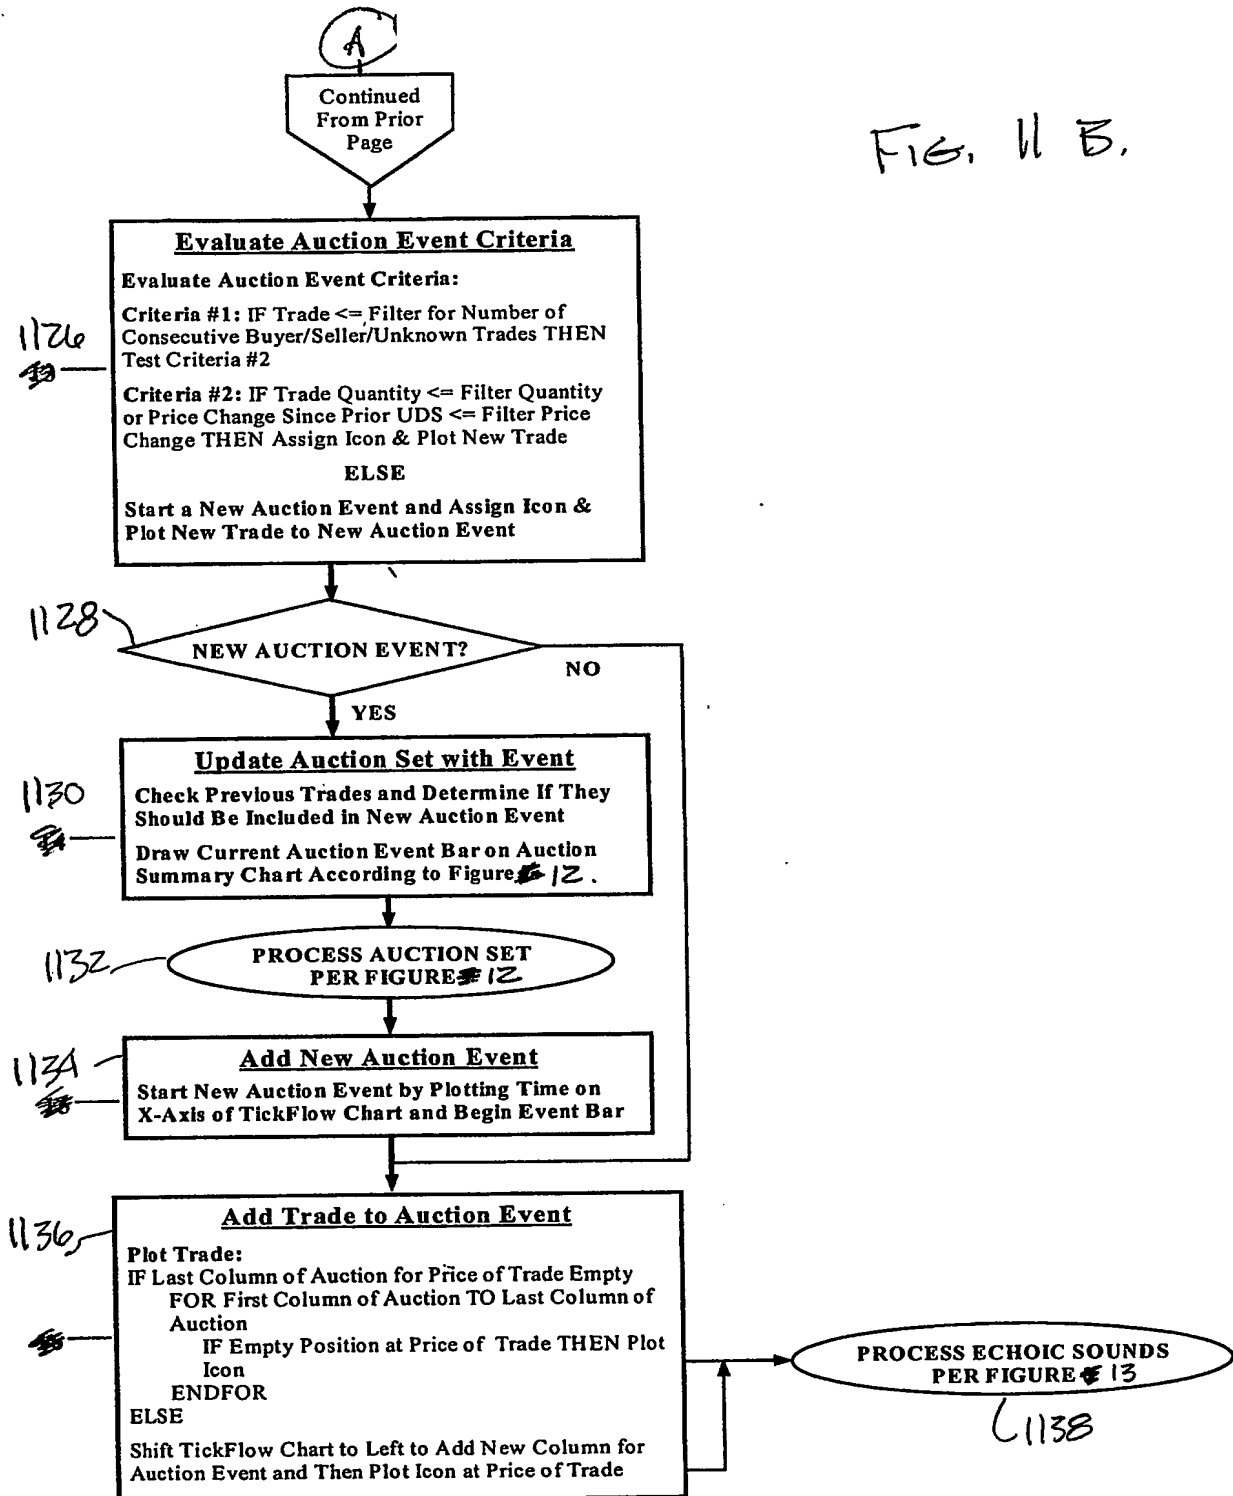 A
Continued
From Prior
Page
FIG. 11 B.
Evaluate Auction Event Criteria
Evaluate Auction Event Criteria:
Criteria #1: IF Trade <= Filter for Number of
Consecutive Buyer/Seller/Unknown Trades THEN
Test Criteria #2
1126
Criteria #2: IF Trade Quantity <= Filter Quantity
or Price Change Since Prior UDS <= Filter Price
Change THEN Assign Icon & Plot New Trade
ELSE
Start a New Auction Event and Assign Icon &
Plot New Trade to New Auction Event
1128
NEW AUCTION EVENT?
NO
YES
Update Auction Set with Event
1130
Check Previous Trades and Determine If They
Should Be Included in New Auction Event
Draw Current Auction Event Bar on Auction
Summary Chart According to Figure 12.
1132
PROCESS AUCTION SET
PER FIGURE 12
1134
Add New Auction Event
Start New Auction Event by Plotting Time on
X-Axis of TickFlow Chart and Begin Event Bar
1136
Add Trade to Auction Event
Plot Trade:
IF Last Column of Auction for Price of Trade Empty
FOR First Column of Auction TO Last Column of
Auction
IF Empty Position at Price of Trade THEN Plot
Icon
ENDFOR
ELSE
Shift TickFlow Chart to Left to Add New Column for
Auction Event and Then Plot Icon at Price of Trade
PROCESS ECHOIC SOUNDS
PER FIGURE 13
1138